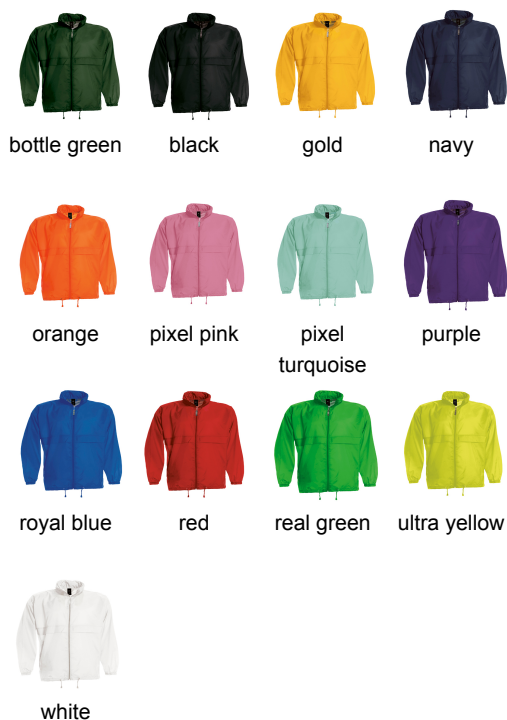 bottle green
black
gold
navy
orange
pixel pink
pixel
turquoise
purple
royal blue
red
real green
ultra yellow
white